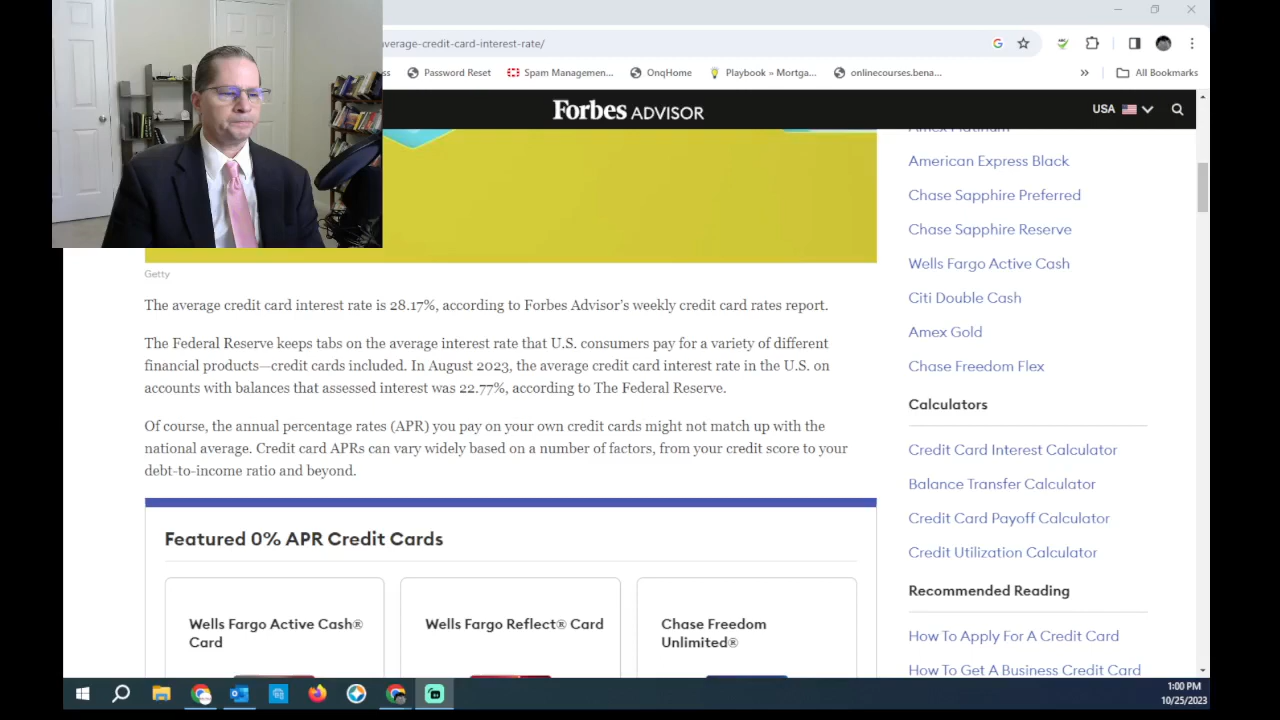 verage-credit-card-interest-rate/
ss
Password Reset
Spam Managemen...
OnqHome
Playbook » Mortga...
onlinecourses.bena...
»
All Bookmarks
Forbes ADVISOR
USA
Amex Platinum
American Express Black
Chase Sapphire Preferred
Chase Sapphire Reserve
Wells Fargo Active Cash
Citi Double Cash
Amex Gold
Chase Freedom Flex
Getty
The average credit card interest rate is 28.17%, according to Forbes Advisor's weekly credit card rates report.
The Federal Reserve keeps tabs on the average interest rate that U.S. consumers pay for a variety of different
financial products—credit cards included. In August 2023, the average credit card interest rate in the U.S. on
accounts with balances that assessed interest was 22.77%, according to The Federal Reserve.
Of course, the annual percentage rates (APR) you pay on your own credit cards might not match up with the
national average. Credit card APRs can vary widely based on a number of factors, from your credit score to your
debt-to-income ratio and beyond.
Featured 0% APR Credit Cards
Wells Fargo Active Cash®
Card
Wells Fargo Reflect® Card
Chase Freedom
Unlimited®
Calculators
Credit Card Interest Calculator
Balance Transfer Calculator
Credit Card Payoff Calculator
Credit Utilization Calculator
Recommended Reading
How To Apply For A Credit Card
How To Get A Business Credit Card
1:00 PM
10/25/2023